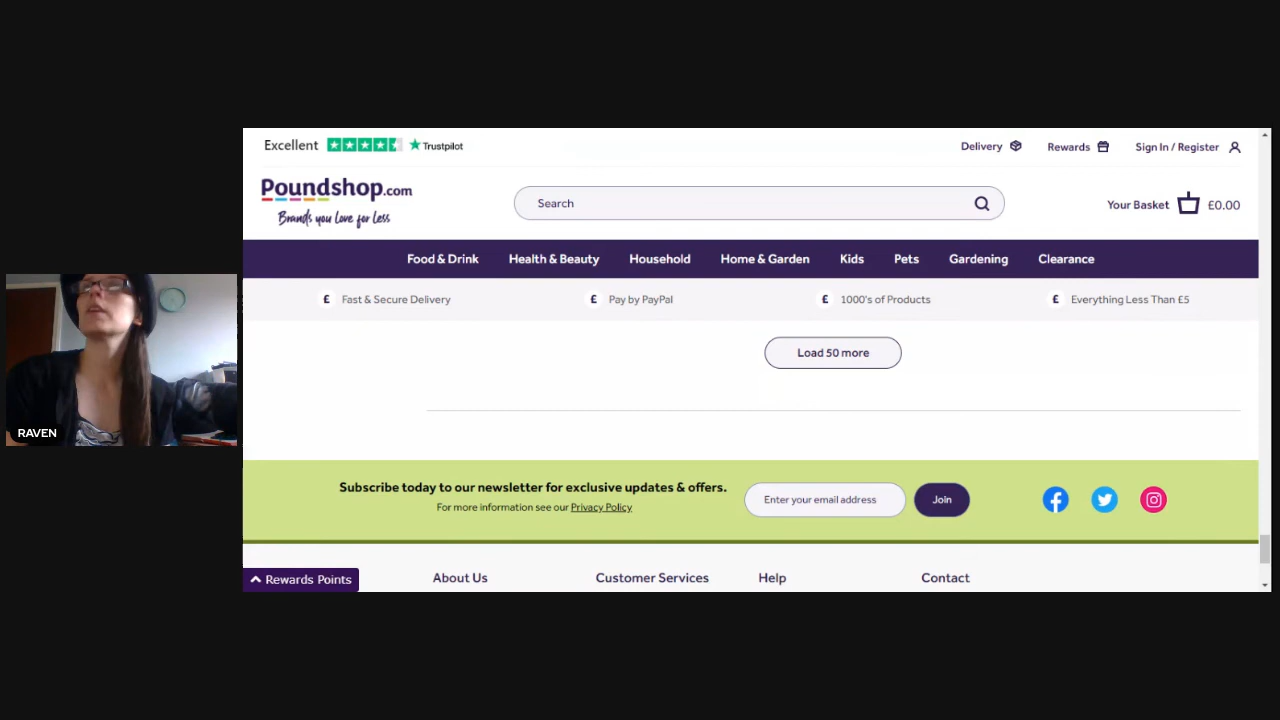 Excellent Trustpilot
Delivery Rewards Sign In / Register
Poundshop.com
Brands you love for less
Search
Your Basket £0.00
Food & Drink Health & Beauty Household Home & Garden Kids Pets Gardening Clearance
£ Fast & Secure Delivery £ Pay by PayPal £ 1000's of Products £ Everything Less Than £5
Load 50 more
RAVEN
Subscribe today to our newsletter for exclusive updates & offers.
For more information see our Privacy Policy
Enter your email address Join
Rewards Points
About Us Customer Services Help Contact